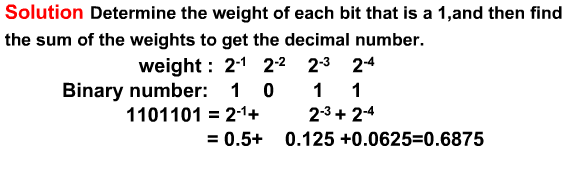 Solution Determine the weight of each bit that is a 1,and then find
the sum of the weights to get the decimal number.
weight : 2-1 2-2 2-3 2-4
Binary number: 1 0 1 1
1101101 = 2-1+ 2-3 + 2-4
= 0.5+ 0.125 +0.0625=0.6875